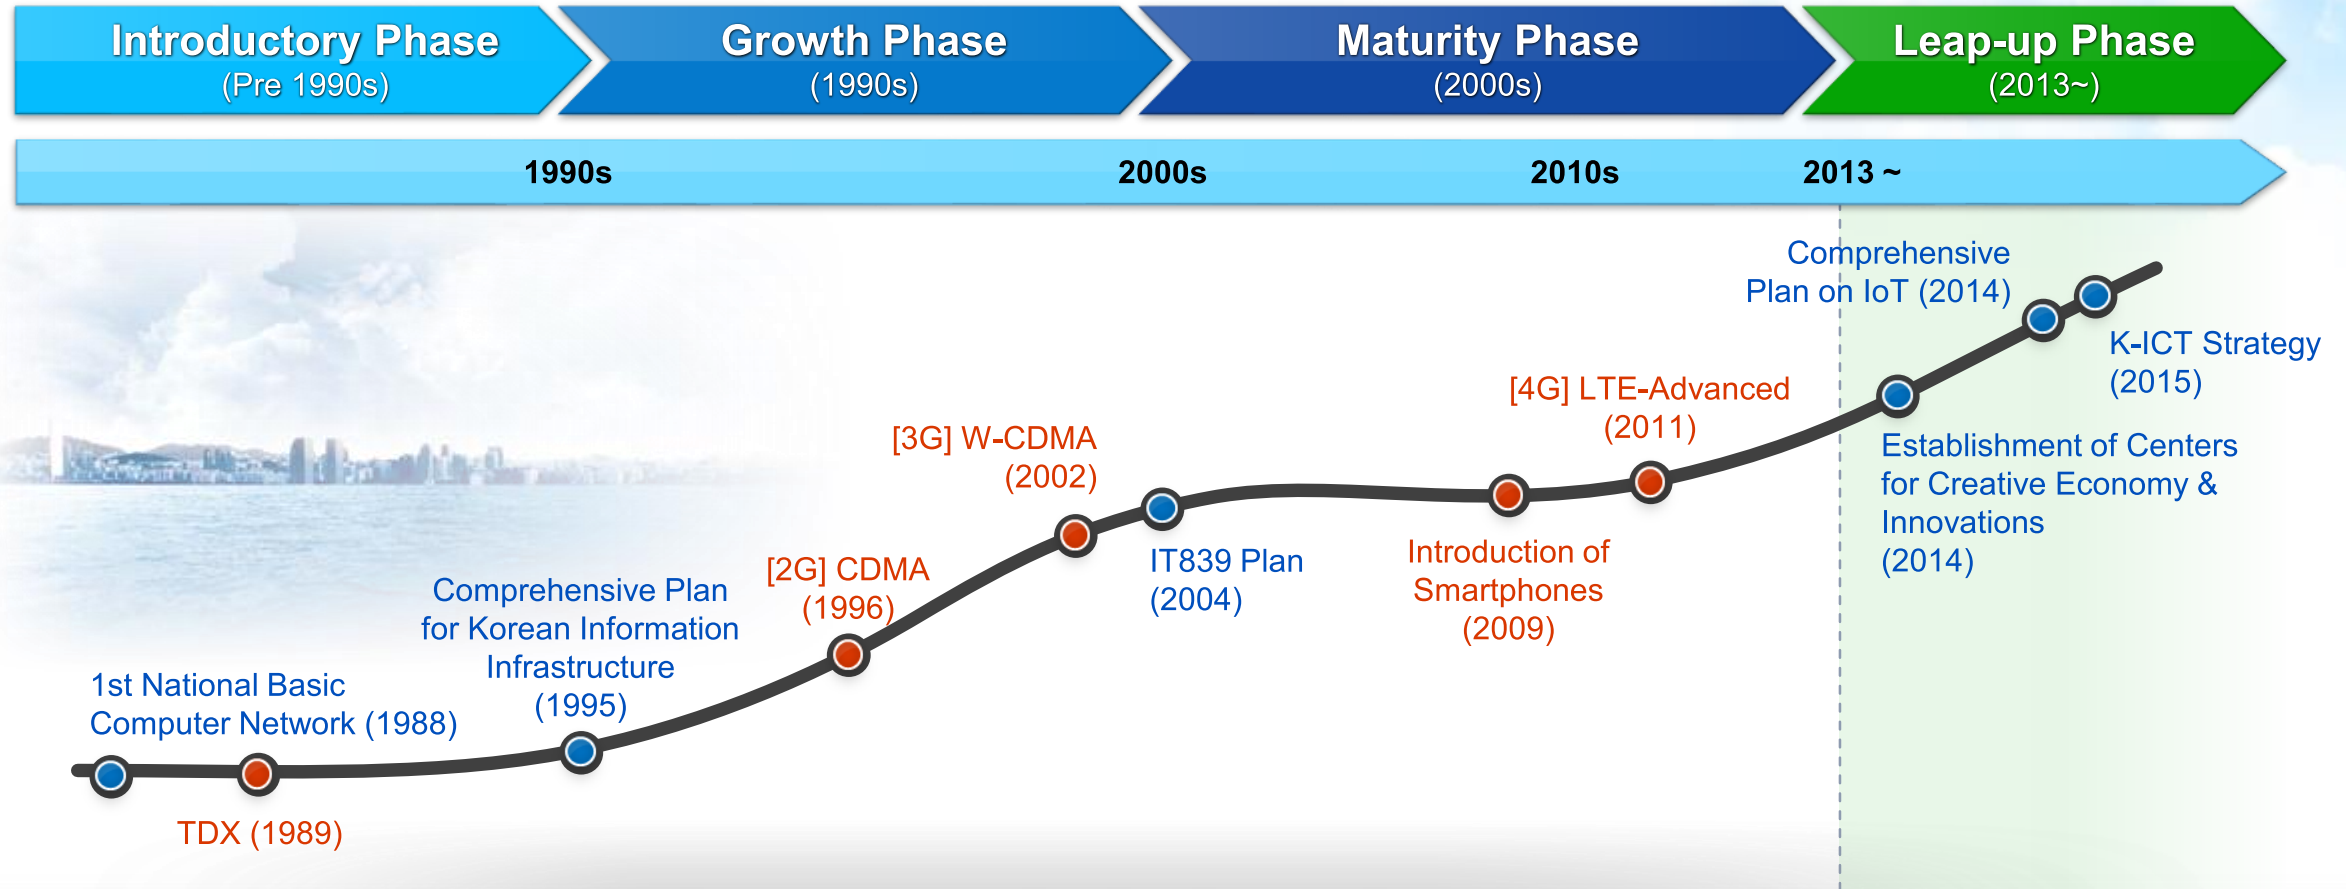 Introductory Phase
(Pre 1990s)
Growth Phase
(1990s)
Maturity Phase
(2000s)
Leap-up Phase
(2013~)
1990s
2000s
2010s
2013 ~
1st National Basic
Computer Network (1988)
TDX (1989)
Comprehensive Plan
for Korean Information
Infrastructure
(1995)
[2G] CDMA
(1996)
[3G] W-CDMA
(2002)
IT839 Plan
(2004)
Introduction of
Smartphones
(2009)
[4G] LTE-Advanced
(2011)
Establishment of Centers
for Creative Economy &
Innovations
(2014)
Comprehensive
Plan on IoT (2014)
K-ICT Strategy
(2015)